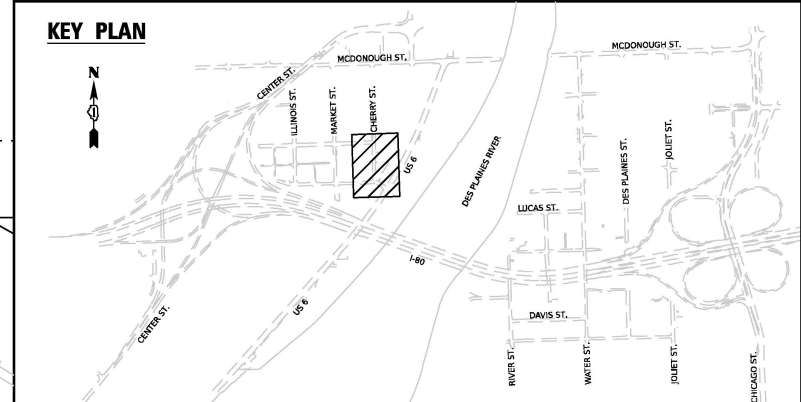 KEY PLAN
N
MCDONOUGH ST.
MCDONOUGH ST.
CENTER ST.
ILLINOIS ST.
MARKET ST.
CHERRY ST.
US 6
DES PLAINES RIVER
DES PLAINES ST.
JOLIET ST.
LUCAS ST.
I-80
US 6
CENTER ST.
DAVIS ST.
RIVER ST.
WATER ST.
JOLIET ST.
CHICAGO ST.